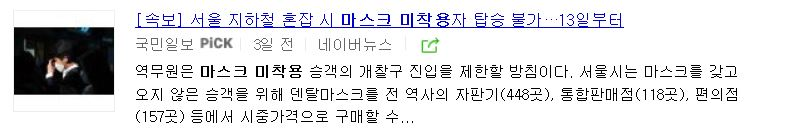 [속보] 서울 지하철 혼잡 시 마스크 미착용자 탑승 불가…13일부터
국민일보 PiCK 3일 전 네이버뉴스
역무원은 마스크 미착용 승객의 개찰구 진입을 제한할 방침이다. 서울시는 마스크를 갖고
오지 않은 승객을 위해 덴탈마스크를 전 역사의 자판기(448곳), 통합판매점(118곳), 편의점
(157곳) 등에서 시중가격으로 구매할 수...